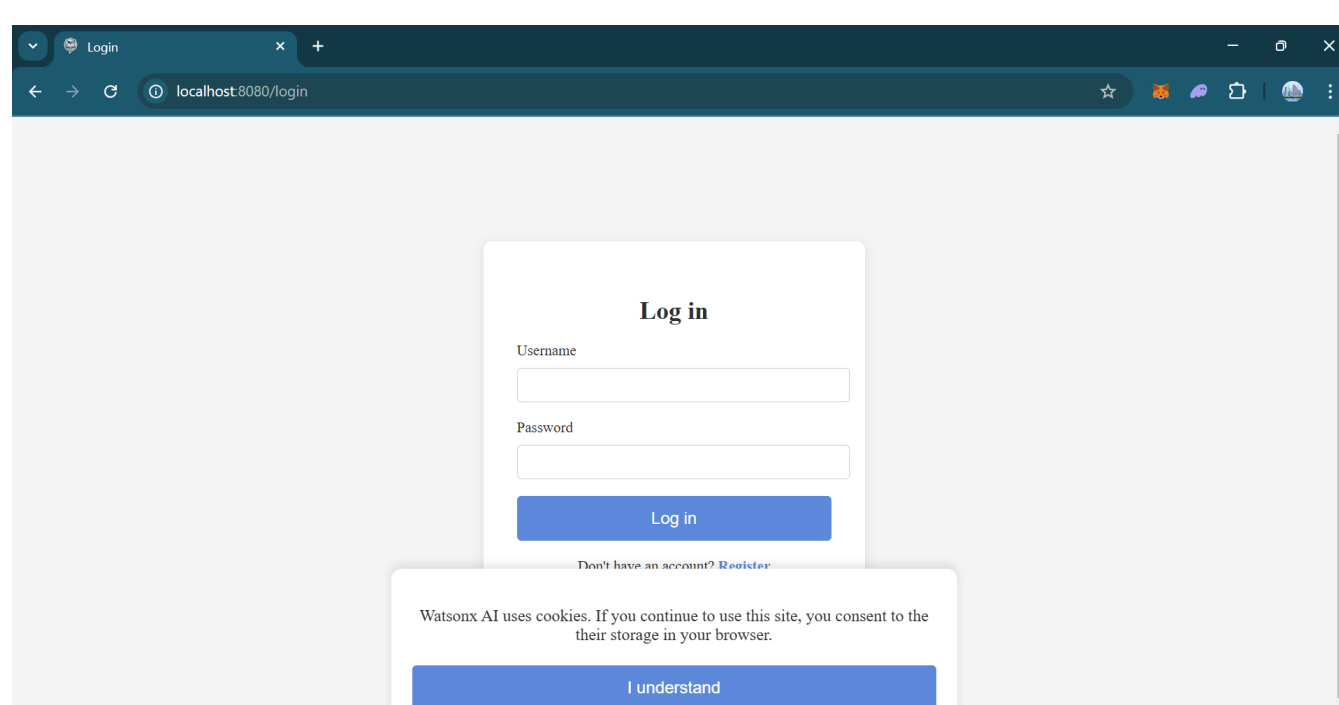 Login
localhost:8080/login
Log in
Username
Password
Log in
Don't have an account? Register
Watsonx AI uses cookies. If you continue to use this site, you consent to the
their storage in your browser.
I understand